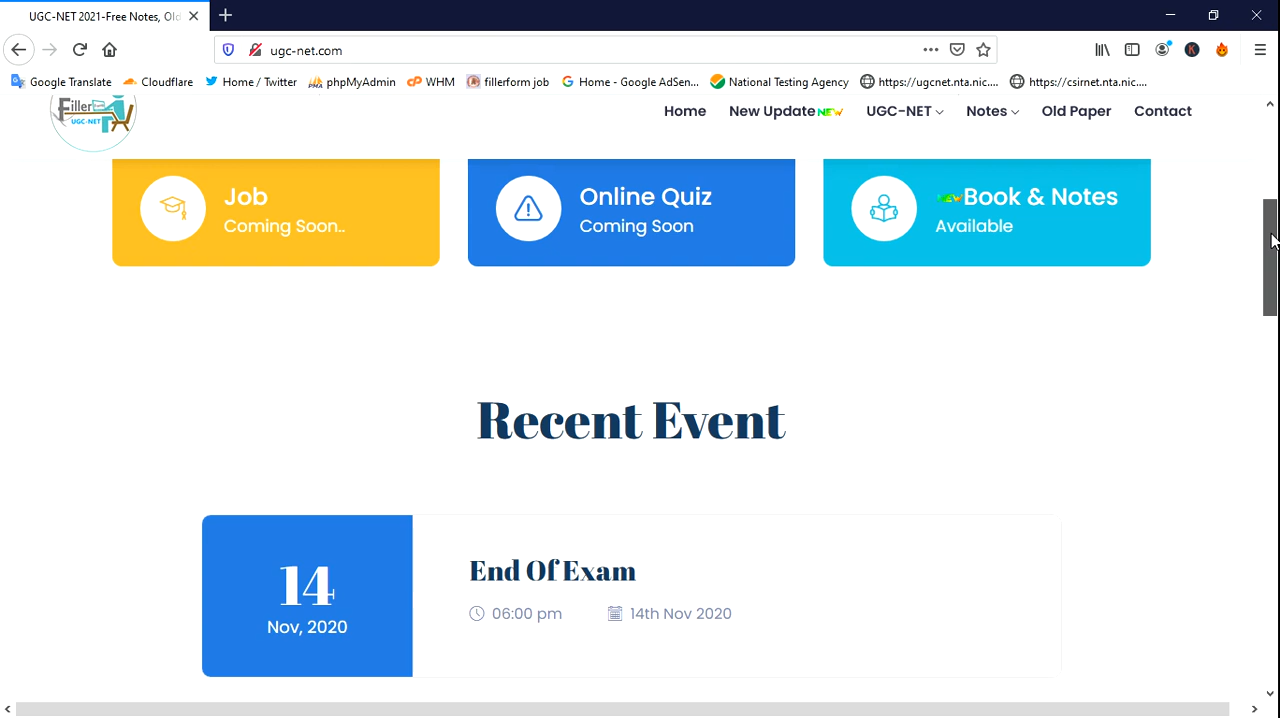 UGC-NET 2021-Free Notes, Old
ugc-net.com
Google Translate Cloudflare Home / Twitter phpMyAdmin WHM fillerform job Home - Google AdSen... National Testing Agency https://ugcnet.nta.nic.... https://csirnet.nta.nic....
Filler
UGC-NET
Home New Update NEW UGC-NET Notes Old Paper Contact
Job
Coming Soon..
Online Quiz
Coming Soon
NEW Book & Notes
Available
Recent Event
14
Nov, 2020
End Of Exam
06:00 pm 14th Nov 2020